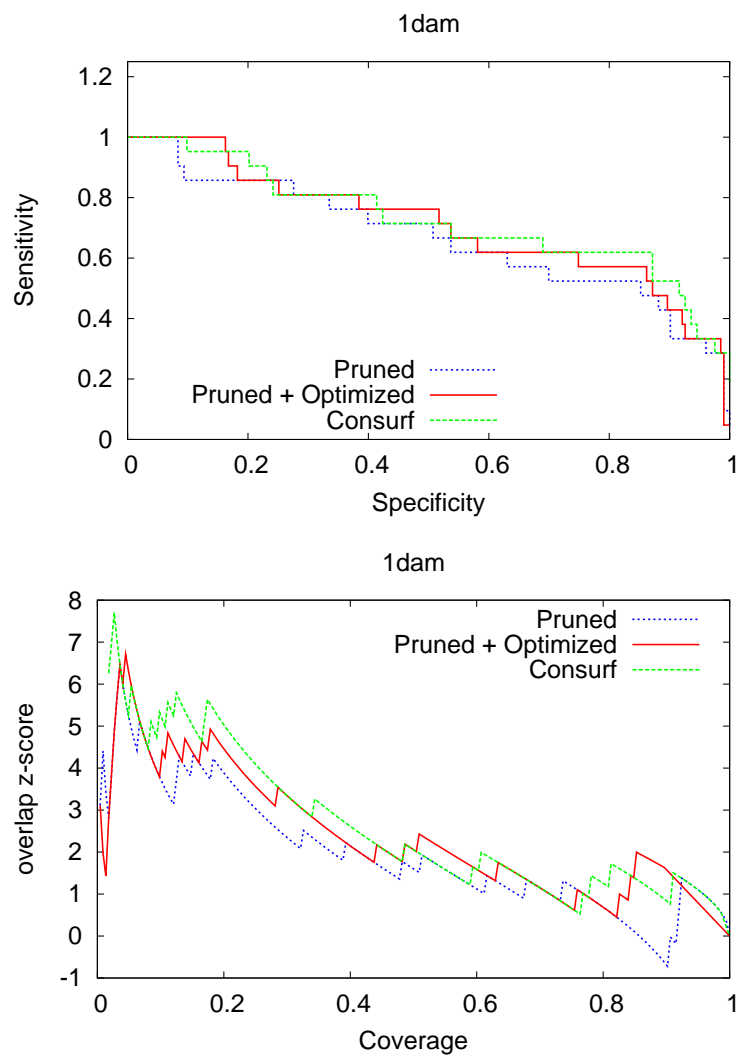 1dam
1.2
1
0.8
0.6
0.4
0.2
0
Sensitivity
Pruned
Pruned + Optimized
Consurf
0 0.2 0.4 0.6 0.8 1
Specificity
1dam
8
7
6
5
4
3
2
1
0
-1
overlap z-score
Pruned
Pruned + Optimized
Consurf
0 0.2 0.4 0.6 0.8 1
Coverage